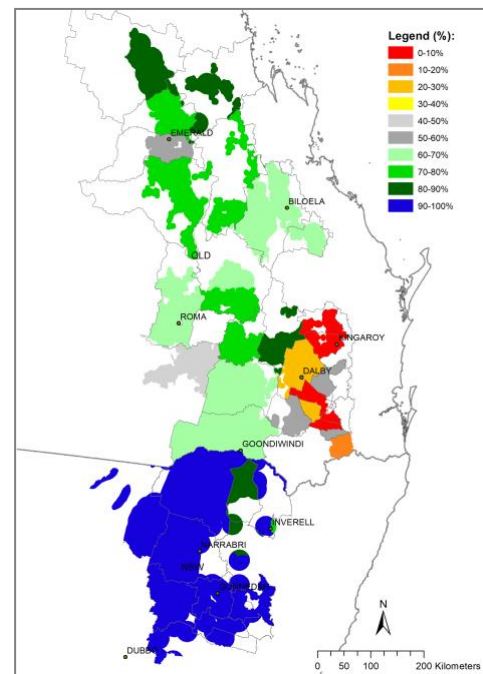 Legend (%):
0-10%
10-20%
20-30%
30-40%
40-50%
50-60%
60-70%
70-80%
80-90%
90-100%
EMERALD
BILOELA
QLD
ROMA
KINGAROY
DALBY
GOONDIWINDI
INVERELL
NARRABRI
NSW
DUBBO
N
0 50 100 200 Kilometers